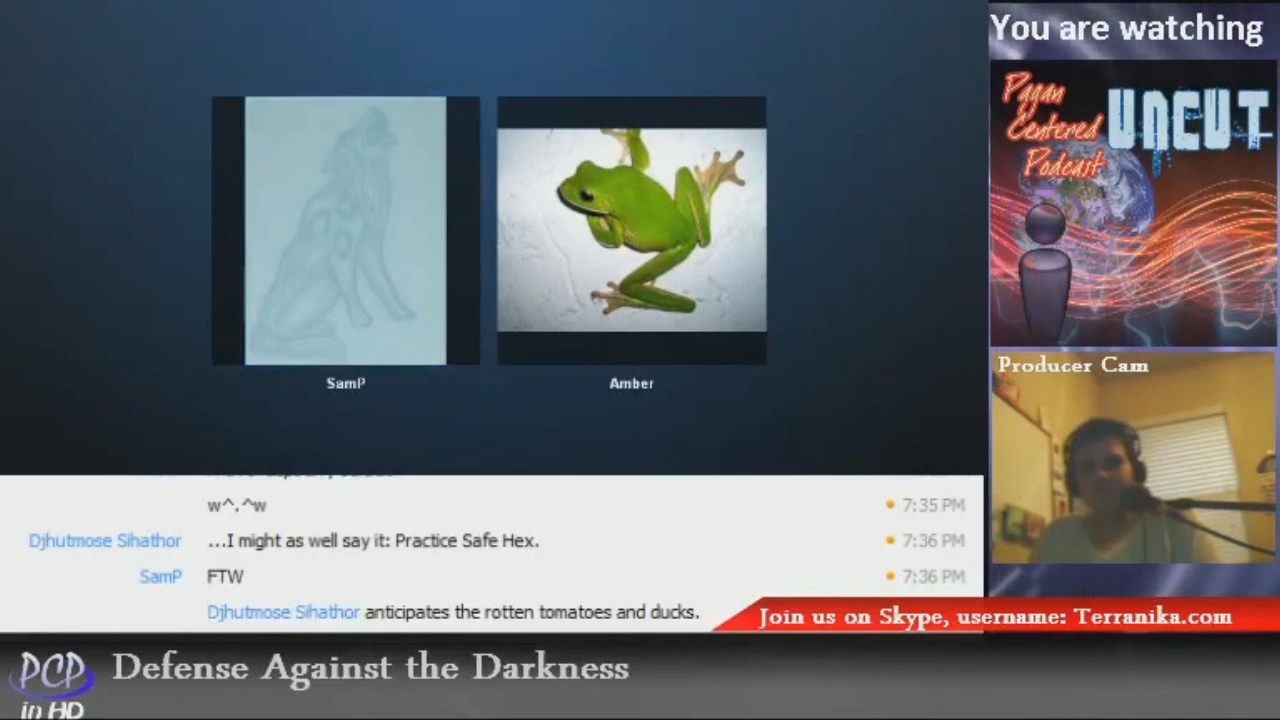 You are watching
Pagan
Centered
Podcast
UNCUT
Producer Cam
SamP
Amber
w^.^w
7:35 PM
Djhutmose Sihathor ...I might as well say it: Practice Safe Hex. 7:36 PM
SamP FTW 7:36 PM
Djhutmose Sihathor anticipates the rotten tomatoes and ducks.
Join us on Skype, username: Terranika.com
PCP
in HD
Defense Against the Darkness